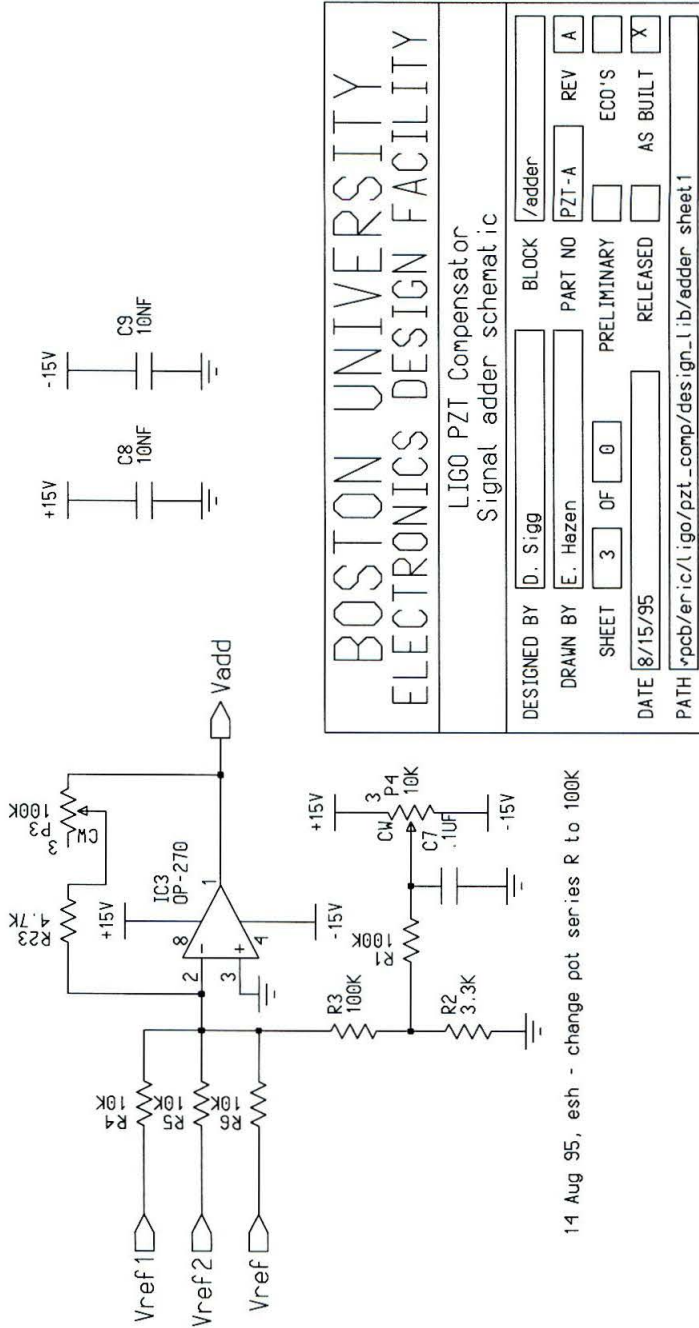 Vref1
Vref2
Vref
R4
10K
R5
10K
R6
10K
R23
4.7K
3
P3
100K
CW
+15V
8
IC3
OP-270
2
-
1
3
+
4
-15V
Vadd
R3
100K
R1
100K
R2
3.3K
C7
.1UF
+15V
CW
3
P4
10K
-15V
+15V
C8
10NF
-15V
C9
10NF
14 Aug 95, esh - change pot series R to 100K
BOSTON UNIVERSITY
ELECTRONICS DESIGN FACILITY
LIGO PZT Compensator
Signal adder schematic
DESIGNED BY D. Sigg BLOCK /adder
DRAWN BY E. Hazen PART NO PZT-A REV A
SHEET 3 OF 0 PRELIMINARY ECO'S
DATE 8/15/95 RELEASED AS BUILT X
PATH pcb/eric/ligo/pzt_comp/design_lib/adder sheet1